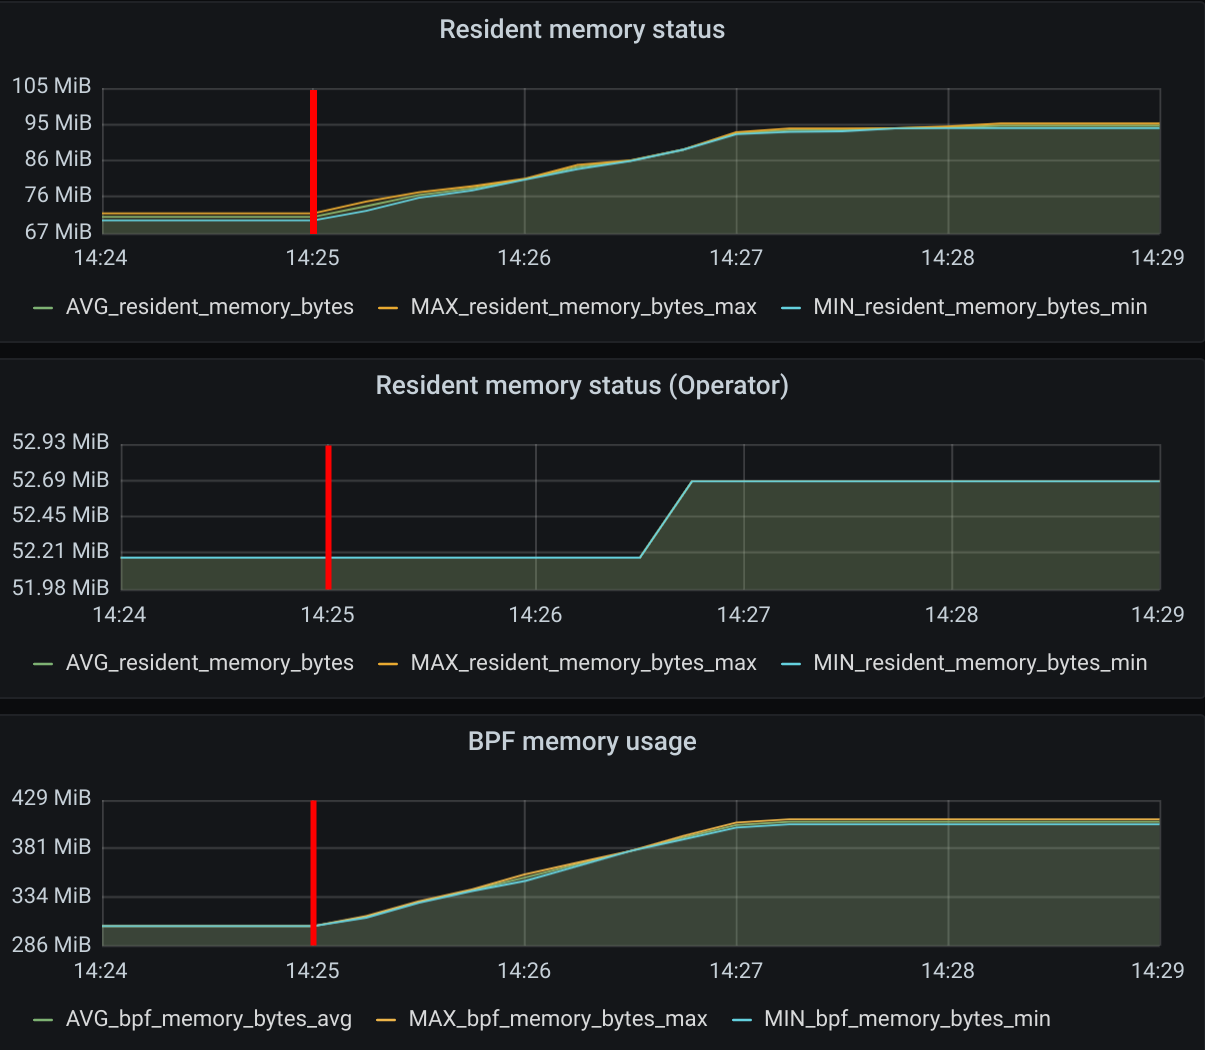 Resident memory status
105 MiB
95 MiB
86 MiB
76 MiB
67 MiB
14:24 14:25 14:26 14:27 14:28 14:29
AVG_resident_memory_bytes MAX_resident_memory_bytes_max MIN_resident_memory_bytes_min
Resident memory status (Operator)
52.93 MiB
52.69 MiB
52.45 MiB
52.21 MiB
51.98 MiB
14:24 14:25 14:26 14:27 14:28 14:29
AVG_resident_memory_bytes MAX_resident_memory_bytes_max MIN_resident_memory_bytes_min
BPF memory usage
429 MiB
381 MiB
334 MiB
286 MiB
14:24 14:25 14:26 14:27 14:28 14:29
AVG_bpf_memory_bytes_avg MAX_bpf_memory_bytes_max MIN_bpf_memory_bytes_min